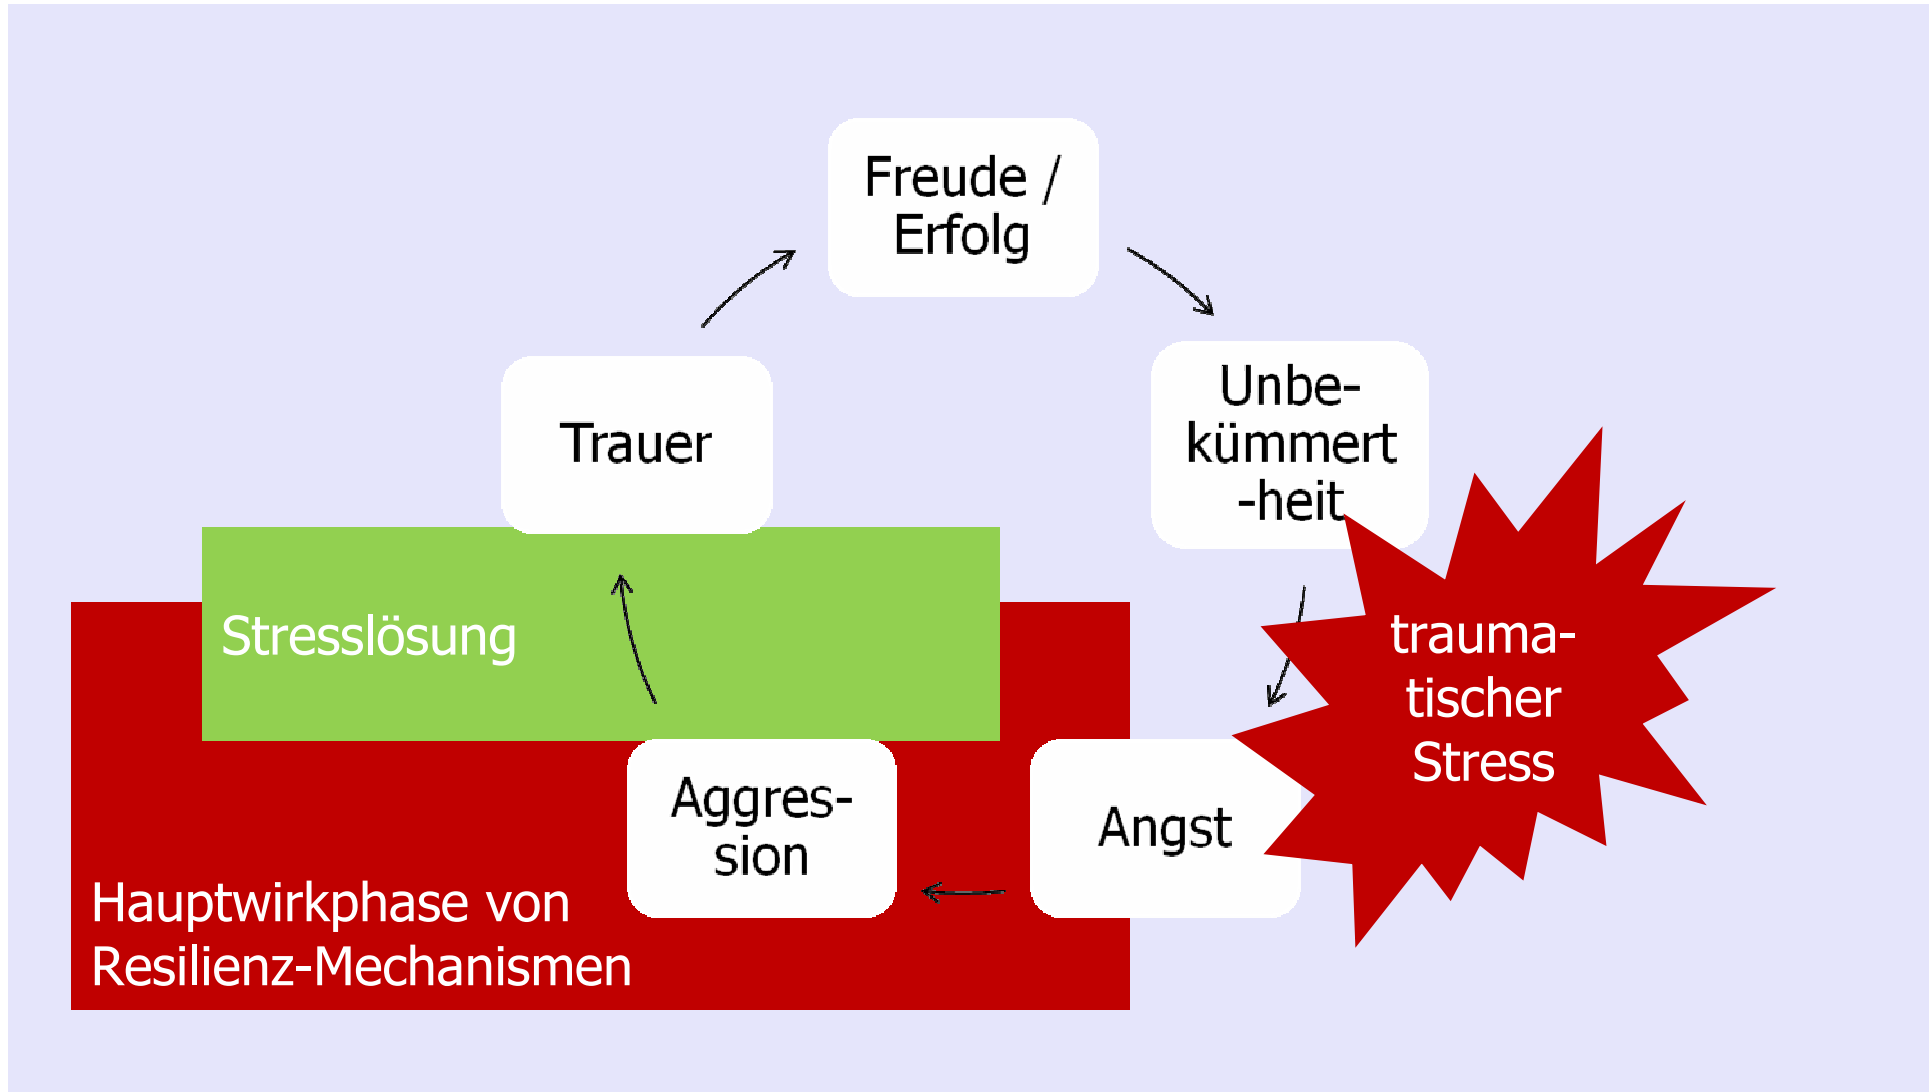 Freude /
Erfolg
Unbe-
kümmert
-heit
Trauer
Stresslösung
trauma-
tischer
Stress
Aggres-
sion
Angst
Hauptwirkphase von
Resilienz-Mechanismen